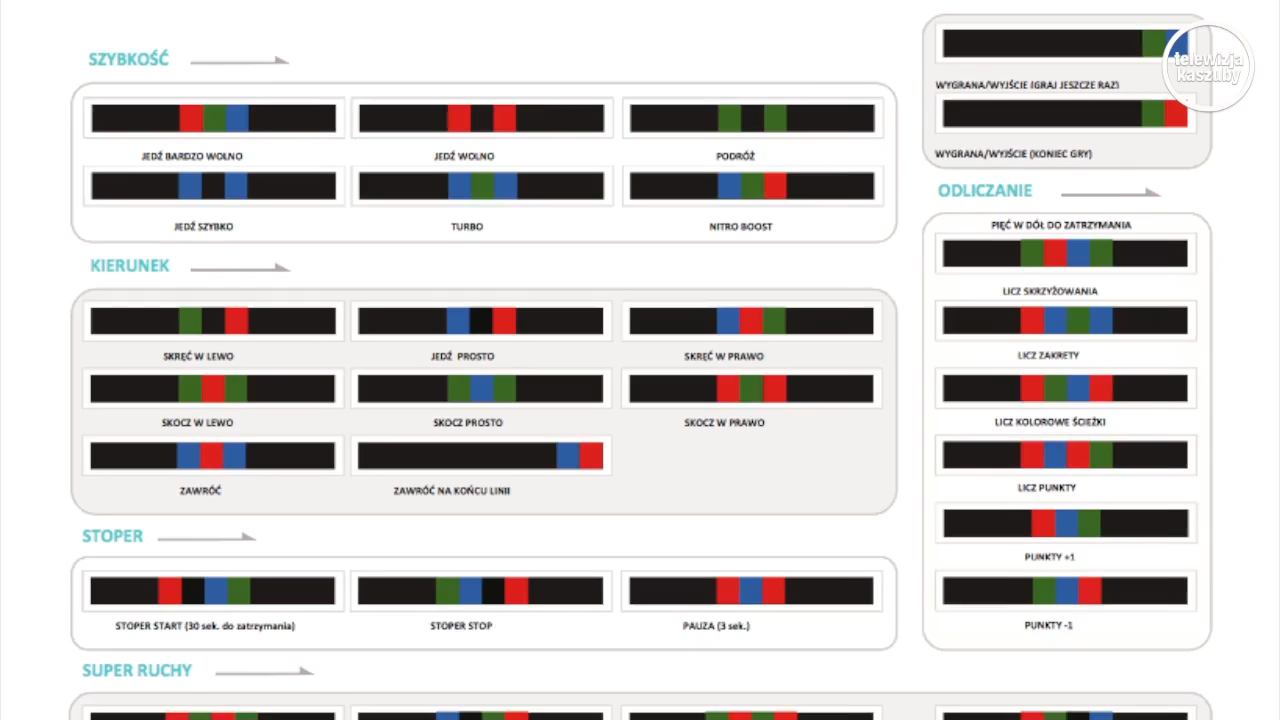 SZYBKOŚĆ
JEDŹ BARDZO WOLNO
JEDŹ WOLNO
PODRÓŻ
JEDŹ SZYBKO
TURBO
NITRO BOOST
KIERUNEK
SKRĘĆ W LEWO
JEDŹ PROSTO
SKRĘĆ W PRAWO
SKOCZ W LEWO
SKOCZ PROSTO
SKOCZ W PRAWO
ZAWRÓĆ
ZAWRÓĆ NA KOŃCU LINII
STOPER
STOPER START (30 sek. do zatrzymania)
STOPER STOP
PAUZA (3 sek.)
SUPER RUCHY
telewizja
kaszuby
WYGRANA/WYJŚCIE (GRAJ JESZCZE RAZ)
WYGRANA/WYJŚCIE (KONIEC GRY)
ODLICZANIE
PIĘĆ W DÓŁ DO ZATRZYMANIA
LICZ SKRZYŻOWANIA
LICZ ZAKRETY
LICZ KOLOROWE ŚCIEŻKI
LICZ PUNKTY
PUNKTY +1
PUNKTY -1